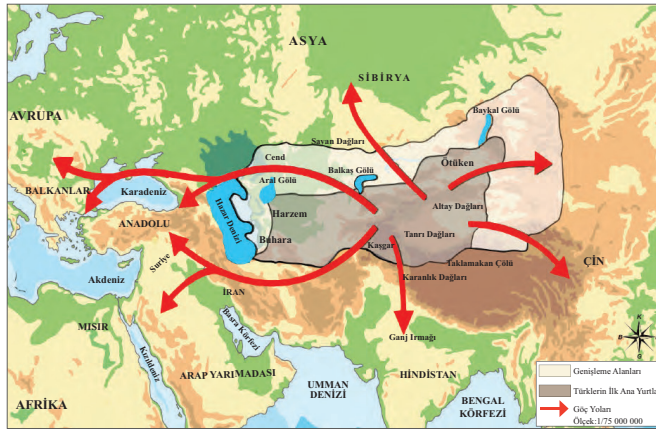 ASYA
SİBİRYA
AVRUPA
Baykal Gölü
Sayan Dağları
Ötüken
Cend
Balkaş Gölü
BALKANLAR
Karadeniz
Aral Gölü
Hazar Denizi
Harzem
Altay Dağları
ANADOLU
Buhara
Kaşgar
Tanrı Dağları
Suriye
Taklamakan Çölü
ÇİN
Akdeniz
Karanlık Dağları
İRAN
MISIR
Basra Körfezi
Ganj Irmağı
Kızıldeniz
ARAP YARIMADASI
UMMAN
DENİZİ
HİNDİSTAN
BENGAL
KÖRFEZİ
AFRİKA
K
B
D
G
Genişleme Alanları
Türklerin İlk Ana Yurtla
Göç Yolları
Ölçek:1/75 000 000